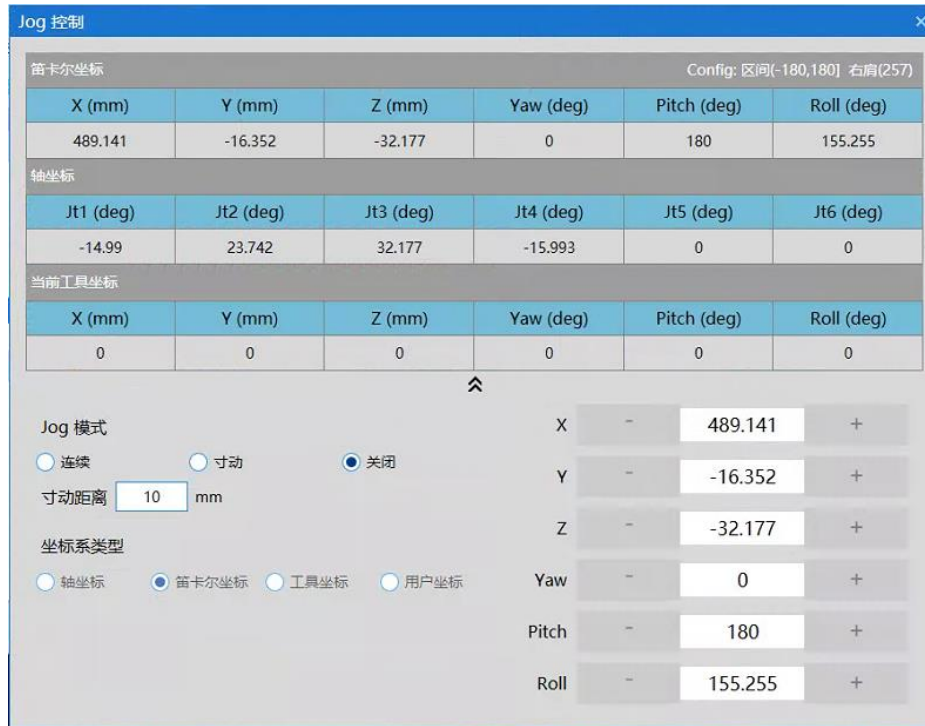 Jog 控制 ×
笛卡尔坐标 Config: 区间(-180,180] 右肩(257)
X (mm) Y (mm) Z (mm) Yaw (deg) Pitch (deg) Roll (deg)
489.141 -16.352 -32.177 0 180 155.255
轴坐标
Jt1 (deg) Jt2 (deg) Jt3 (deg) Jt4 (deg) Jt5 (deg) Jt6 (deg)
-14.99 23.742 32.177 -15.993 0 0
当前工具坐标
X (mm) Y (mm) Z (mm) Yaw (deg) Pitch (deg) Roll (deg)
0 0 0 0 0 0
Jog 模式
连续 寸动 关闭
寸动距离 10 mm
坐标系类型
轴坐标 笛卡尔坐标 工具坐标 用户坐标
X - 489.141 +
Y - -16.352 +
Z - -32.177 +
Yaw - 0 +
Pitch - 180 +
Roll - 155.255 +